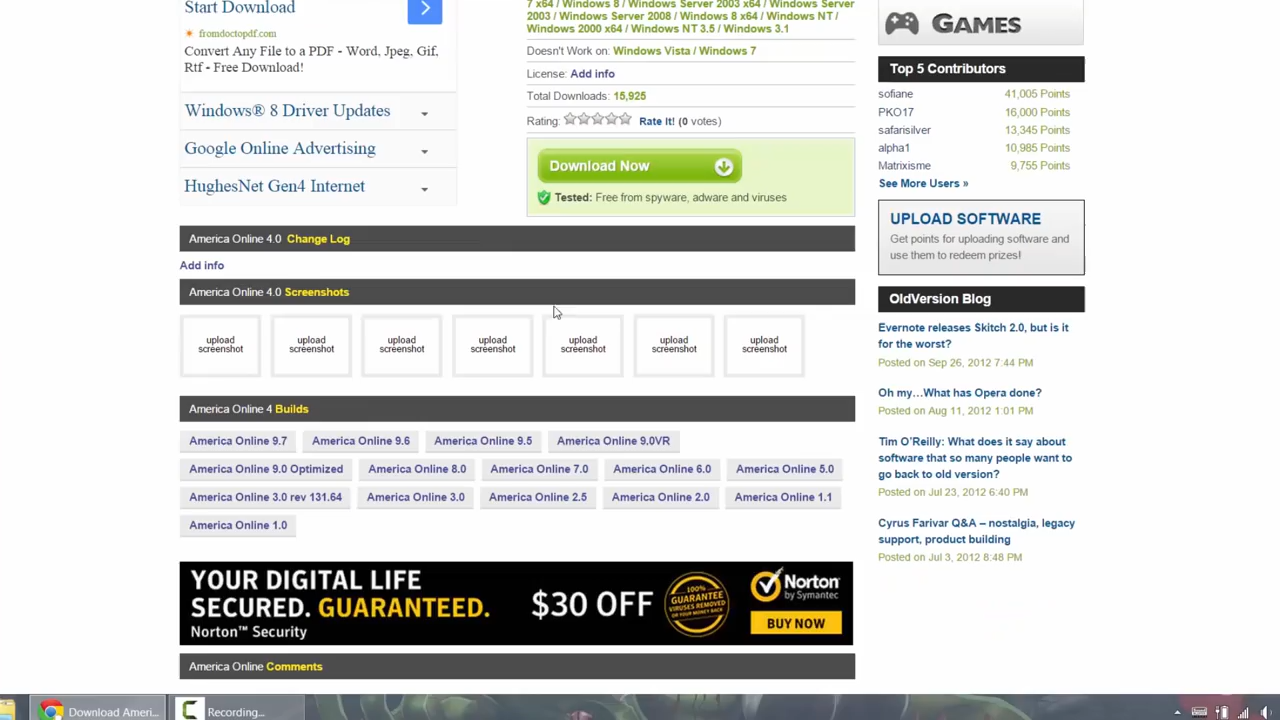 Start Download
fromdoctopdf.com
Convert Any File to a PDF - Word, Jpeg, Gif,
Rtf - Free Download!
Windows® 8 Driver Updates
Google Online Advertising
HughesNet Gen4 Internet
7 x64 / Windows 8 / Windows Server 2003 x64 / Windows Server
2003 / Windows Server 2008 / Windows 8 x64 / Windows NT /
Windows 2000 x64 / Windows NT 3.5 / Windows 3.1
Doesn't Work on: Windows Vista / Windows 7
License: Add info
Total Downloads: 15,925
Rating: Rate It! (0 votes)
Download Now
Tested: Free from spyware, adware and viruses
America Online 4.0 Change Log
Add info
America Online 4.0 Screenshots
upload screenshot
upload screenshot
upload screenshot
upload screenshot
upload screenshot
upload screenshot
upload screenshot
America Online 4 Builds
America Online 9.7 America Online 9.6 America Online 9.5 America Online 9.0VR
America Online 9.0 Optimized America Online 8.0 America Online 7.0 America Online 6.0 America Online 5.0
America Online 3.0 rev 131.64 America Online 3.0 America Online 2.5 America Online 2.0 America Online 1.1
America Online 1.0
YOUR DIGITAL LIFE
SECURED. GUARANTEED.
Norton™ Security
$30 OFF
100%
GUARANTEE
VIRUSES REMOVED
OR YOUR MONEY BACK
Norton
by Symantec
BUY NOW
America Online Comments
GAMES
Top 5 Contributors
sofiane 41,005 Points
PKO17 16,000 Points
safarisilver 13,345 Points
alpha1 10,985 Points
Matrixisme 9,755 Points
See More Users »
UPLOAD SOFTWARE
Get points for uploading software and
use them to redeem prizes!
OldVersion Blog
Evernote releases Skitch 2.0, but is it
for the worst?
Posted on Sep 26, 2012 7:44 PM
Oh my…What has Opera done?
Posted on Aug 11, 2012 1:01 PM
Tim O'Reilly: What does it say about
software that so many people want to
go back to old version?
Posted on Jul 23, 2012 6:40 PM
Cyrus Farivar Q&A – nostalgia, legacy
support, product building
Posted on Jul 3, 2012 8:48 PM
Download Ameri...
Recording...